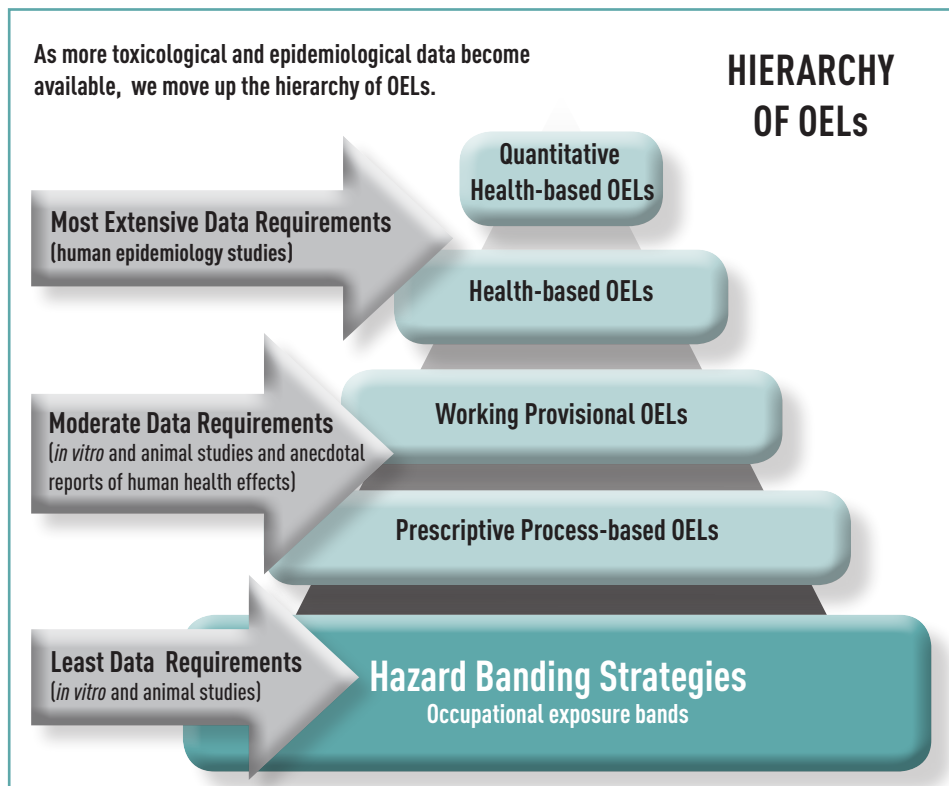 As more toxicological and epidemiological data become
available, we move up the hierarchy of OELs.
HIERARCHY
OF OELs
Quantitative
Health-based OELs
Most Extensive Data Requirements
(human epidemiology studies)
Health-based OELs
Moderate Data Requirements
(in vitro and animal studies and anecdotal
reports of human health effects)
Working Provisional OELs
Prescriptive Process-based OELs
Least Data Requirements
(in vitro and animal studies)
Hazard Banding Strategies
Occupational exposure bands